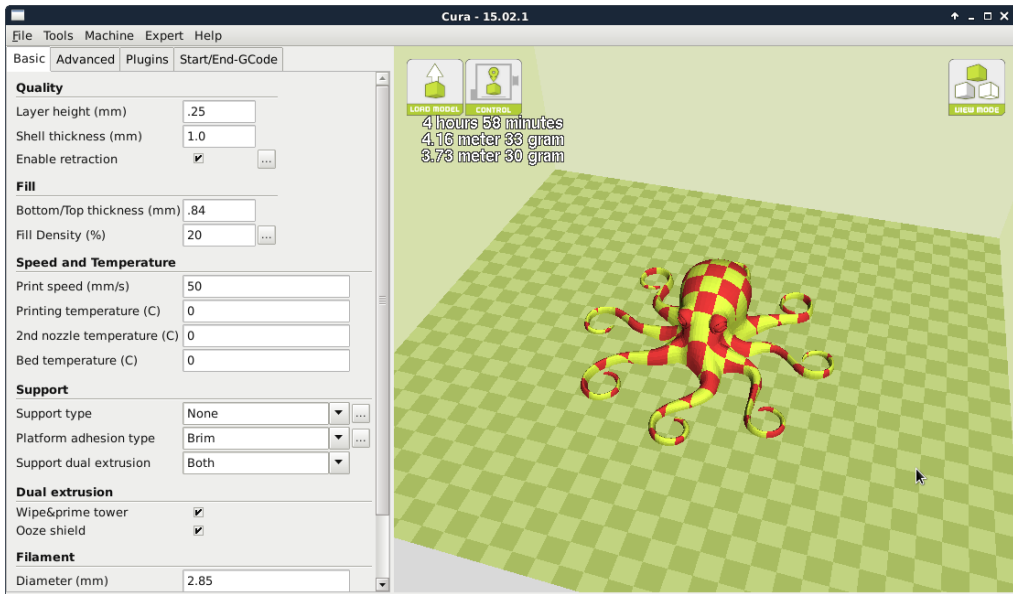 Cura - 15.02.1
File Tools Machine Expert Help
Basic Advanced Plugins Start/End-GCode
Quality
Layer height (mm) .25
Shell thickness (mm) 1.0
Enable retraction ...
Fill
Bottom/Top thickness (mm) .84
Fill Density (%) 20 ...
Speed and Temperature
Print speed (mm/s) 50
Printing temperature (C) 0
2nd nozzle temperature (C) 0
Bed temperature (C) 0
Support
Support type None ...
Platform adhesion type Brim ...
Support dual extrusion Both
Dual extrusion
Wipe&prime tower
Ooze shield
Filament
Diameter (mm) 2.85
LOAD MODEL CONTROL
4 hours 58 minutes
4.16 meter 33 gram
3.73 meter 30 gram
VIEW MODE